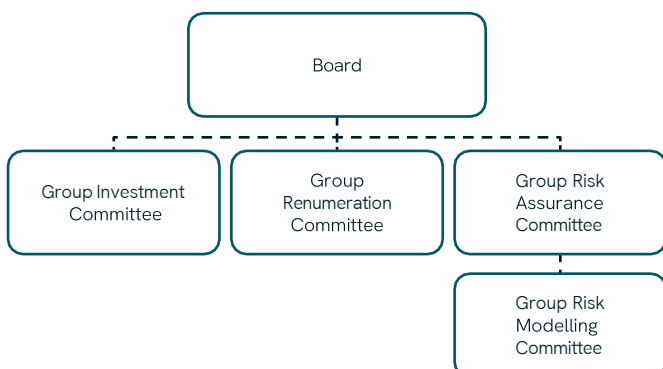 Board
Group Investment
Committee
Group
Renumeration
Committee
Group Risk
Assurance
Committee
Group Risk
Modelling
Committee